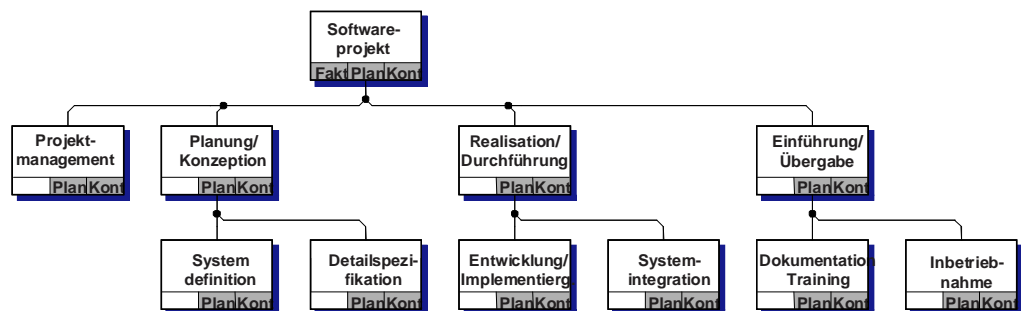 Software-
projekt
Fakt Plan Kont
Projekt-
management
Plan Kont
Planung/
Konzeption
Plan Kont
Realisation/
Durchführung
Plan Kont
Einführung/
Übergabe
Plan Kont
System
definition
Plan Kont
Detailspezi-
fikation
Plan Kont
Entwicklung/
Implementierg
Plan Kont
System-
integration
Plan Kont
Dokumentation
Training
Plan Kont
Inbetrieb-
nahme
Plan Kont